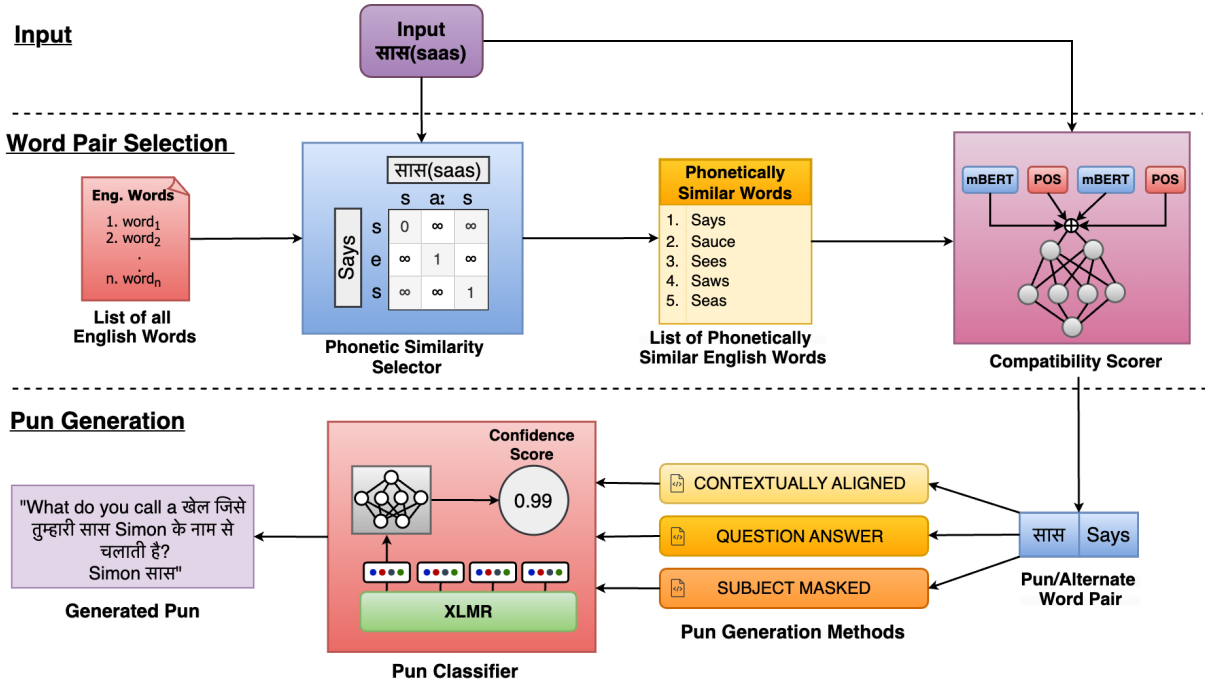 Input
Input
सास(saas)
Word Pair Selection
Eng. Words
1. word1
2. word2
.
.
n. wordn
List of all
English Words
सास(saas)
s aː s
Says
s 0 ∞ ∞
e ∞ 1 ∞
s ∞ ∞ 1
Phonetic Similarity
Selector
Phonetically
Similar Words
1. Says
2. Sauce
3. Sees
4. Saws
5. Seas
List of Phonetically
Similar English Words
mBERT POS mBERT POS
Compatibility Scorer
Pun Generation
"What do you call a खेल जिसे
तुम्हारी सास Simon के नाम से
चलाती है?
Simon सास"
Generated Pun
Confidence
Score
0.99
XLMR
Pun Classifier
CONTEXTUALLY ALIGNED
QUESTION ANSWER
SUBJECT MASKED
Pun Generation Methods
सास Says
Pun/Alternate
Word Pair